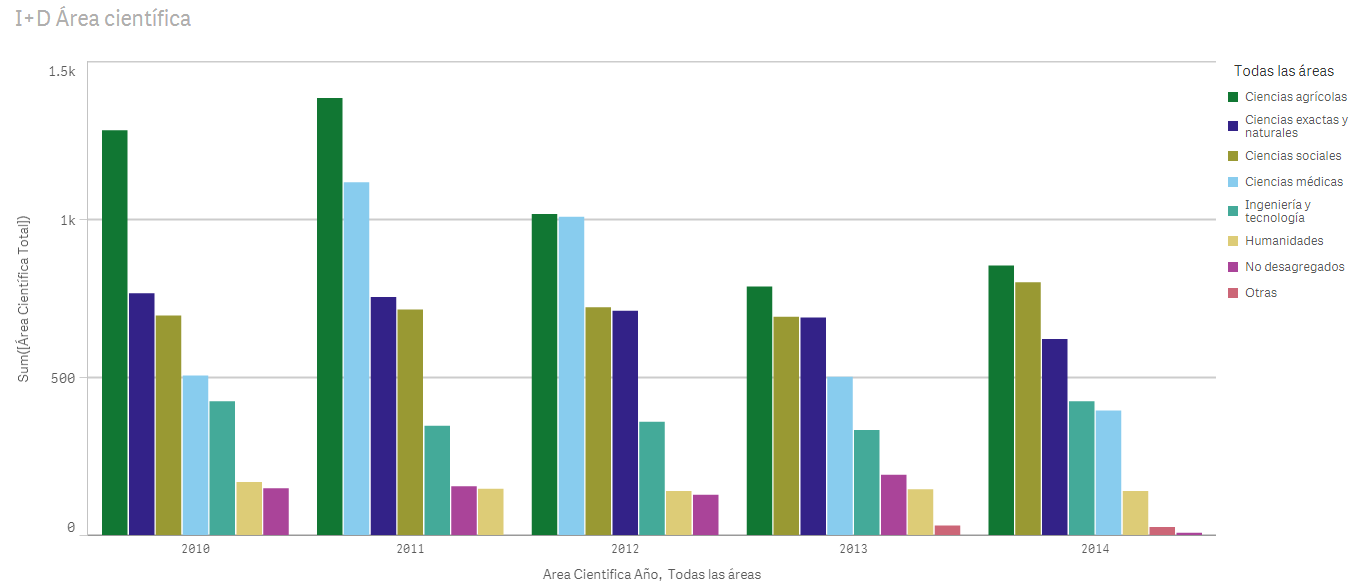 I+D Área científica
1.5k
1k
500
0
Sum([Área Científica Total])
2010
2011
2012
2013
2014
Area Cientifica Año, Todas las áreas
Todas las áreas
Ciencias agrícolas
Ciencias exactas y
naturales
Ciencias sociales
Ciencias médicas
Ingeniería y
tecnología
Humanidades
No desagregados
Otras